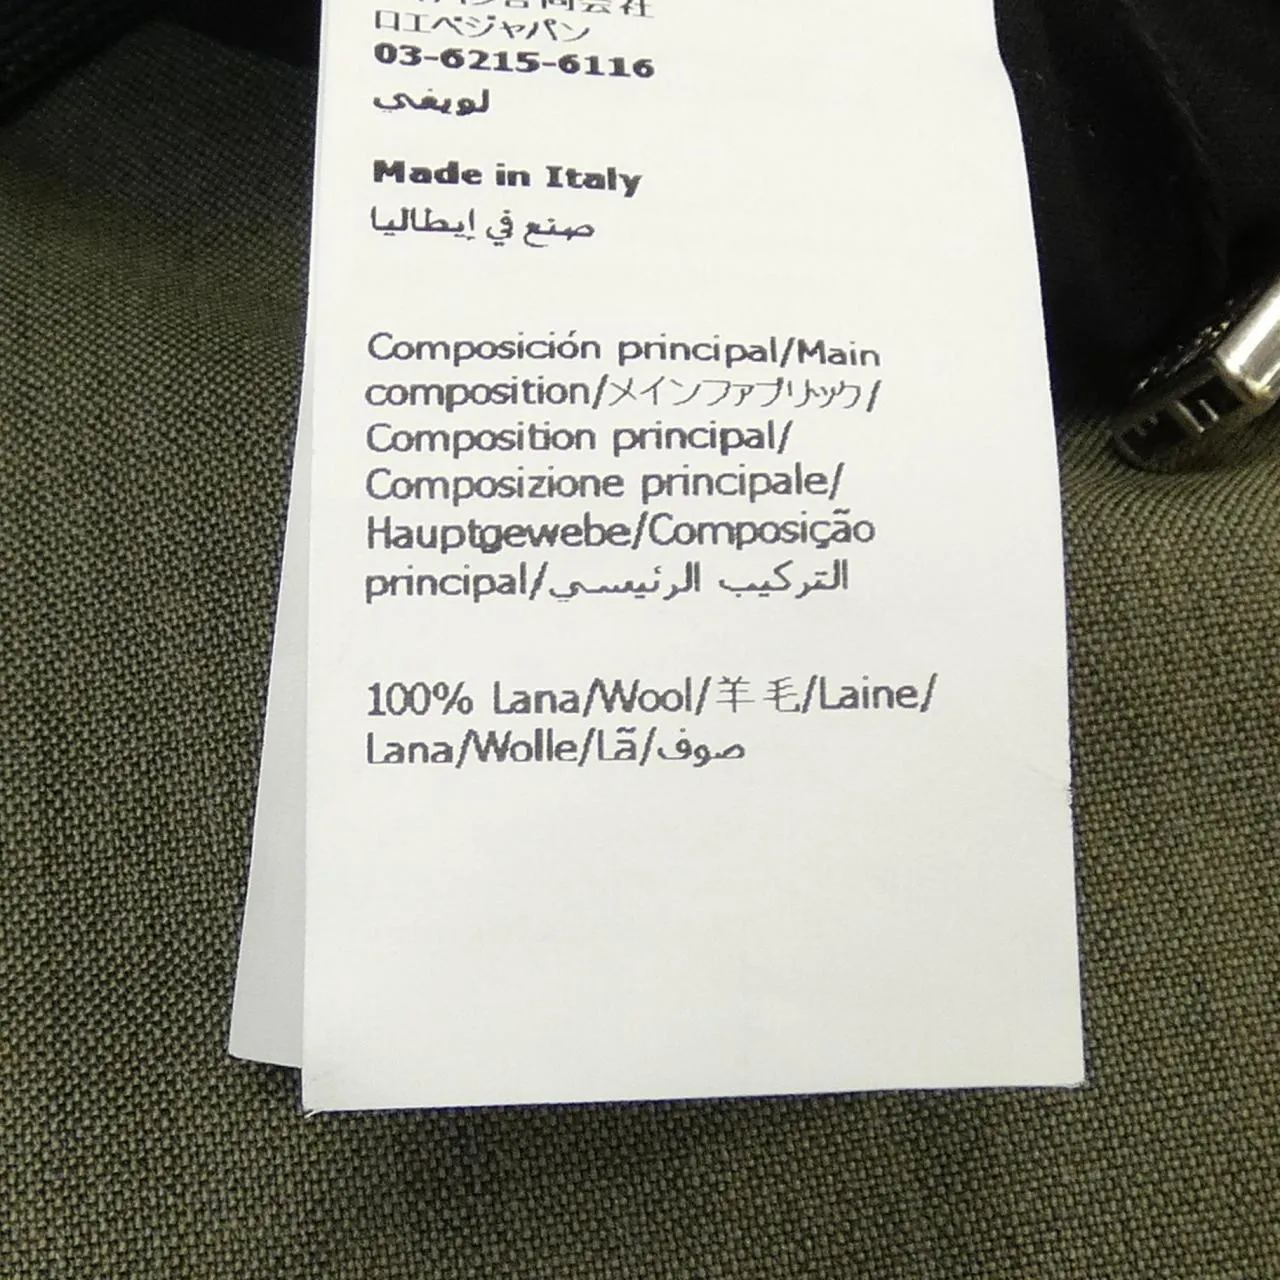 ロエベジャパン
03-6215-6116
لويفي
Made in Italy
صنع في إيطاليا
Composición principal/Main
composition/メインファブリック/
Composition principal/
Composizione principale/
Hauptgewebe/Composição
principal/التركيب الرئيسي
100% Lana/Wool/羊毛/Laine/
Lana/Wolle/Lã/صوف